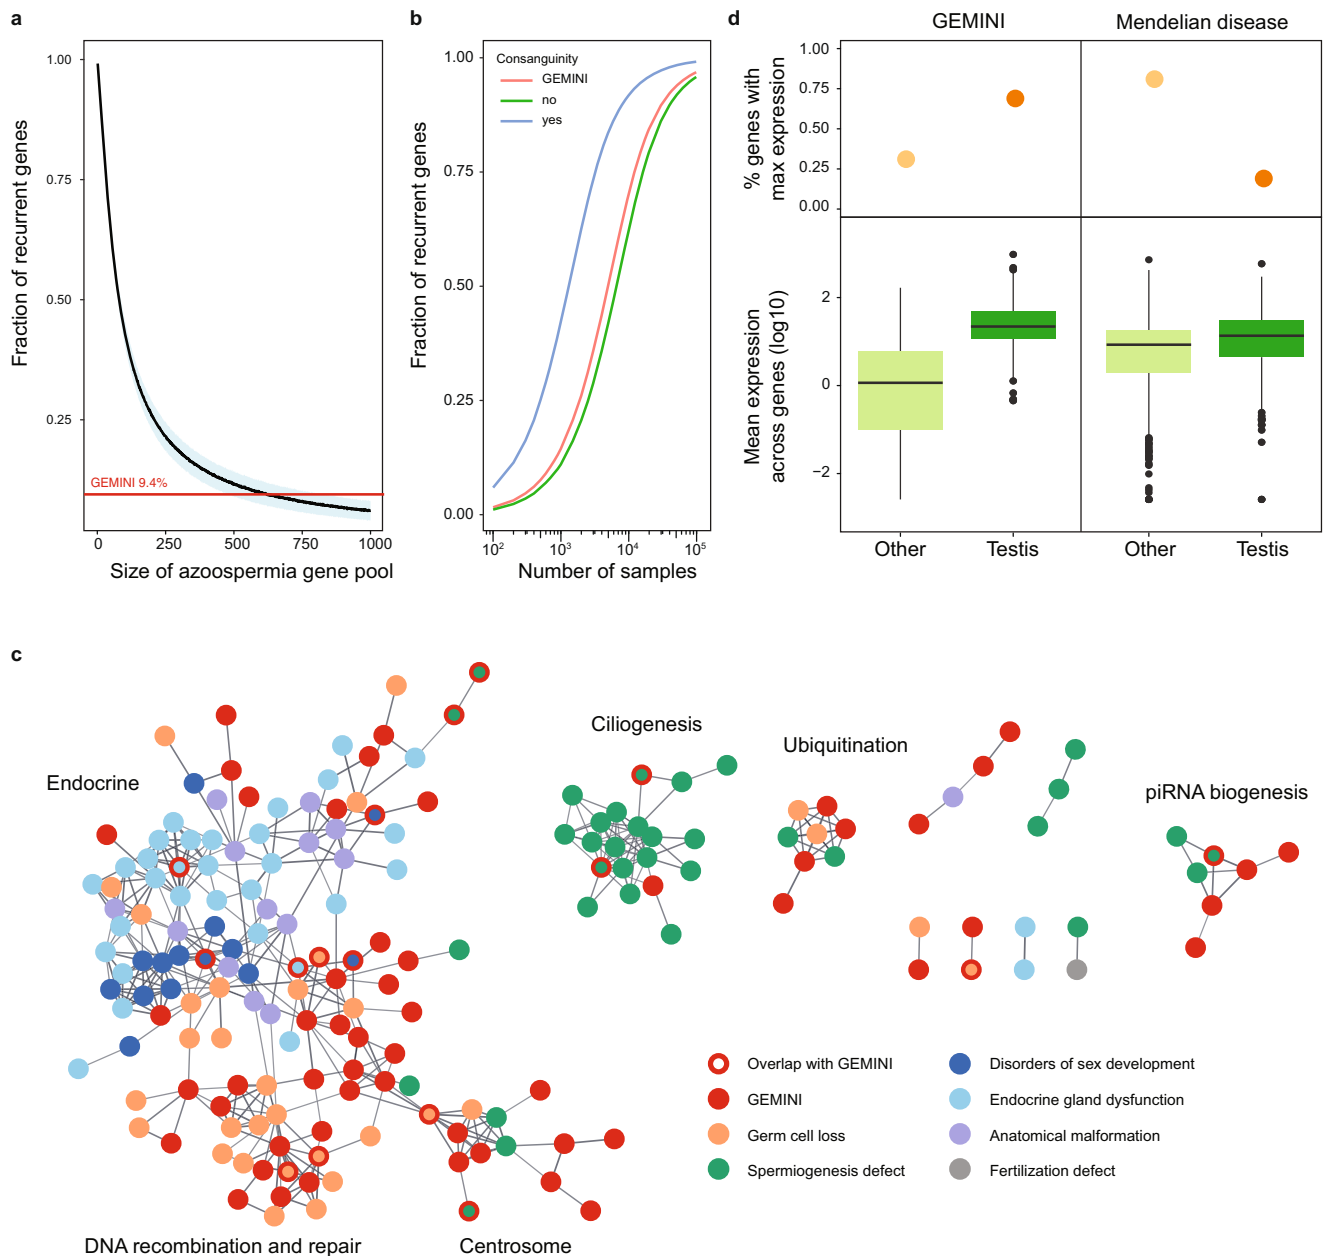 a
Fraction of recurrent genes
1.00
0.75
0.50
0.25
GEMINI 9.4%
0
250
500
750
1000
Size of azoospermia gene pool
b
Fraction of recurrent genes
1.00
0.75
0.50
0.25
0.00
Consanguinity
GEMINI
no
yes
10²
10³
10⁴
10⁵
Number of samples
d
GEMINI
Mendelian disease
% genes with
max expression
1.00
0.75
0.50
0.25
0.00
Mean expression
across genes (log10)
2
0
−2
Other
Testis
Other
Testis
c
Endocrine
Ciliogenesis
Ubiquitination
piRNA biogenesis
DNA recombination and repair
Centrosome
Overlap with GEMINI
GEMINI
Germ cell loss
Spermiogenesis defect
Disorders of sex development
Endocrine gland dysfunction
Anatomical malformation
Fertilization defect